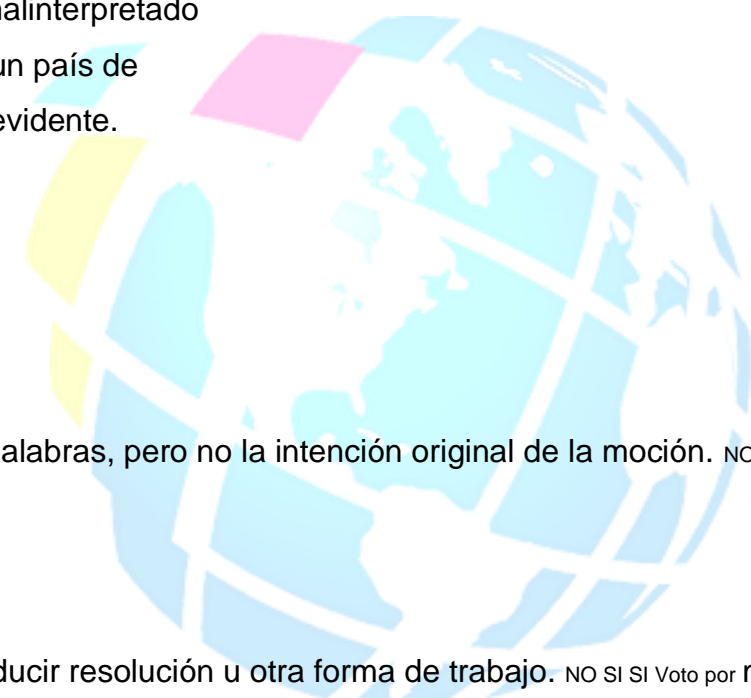 malinterpretado
un país de
evidente.
alabras, pero no la intención original de la moción. NO
ducir resolución u otra forma de trabajo. NO SI SI Voto por